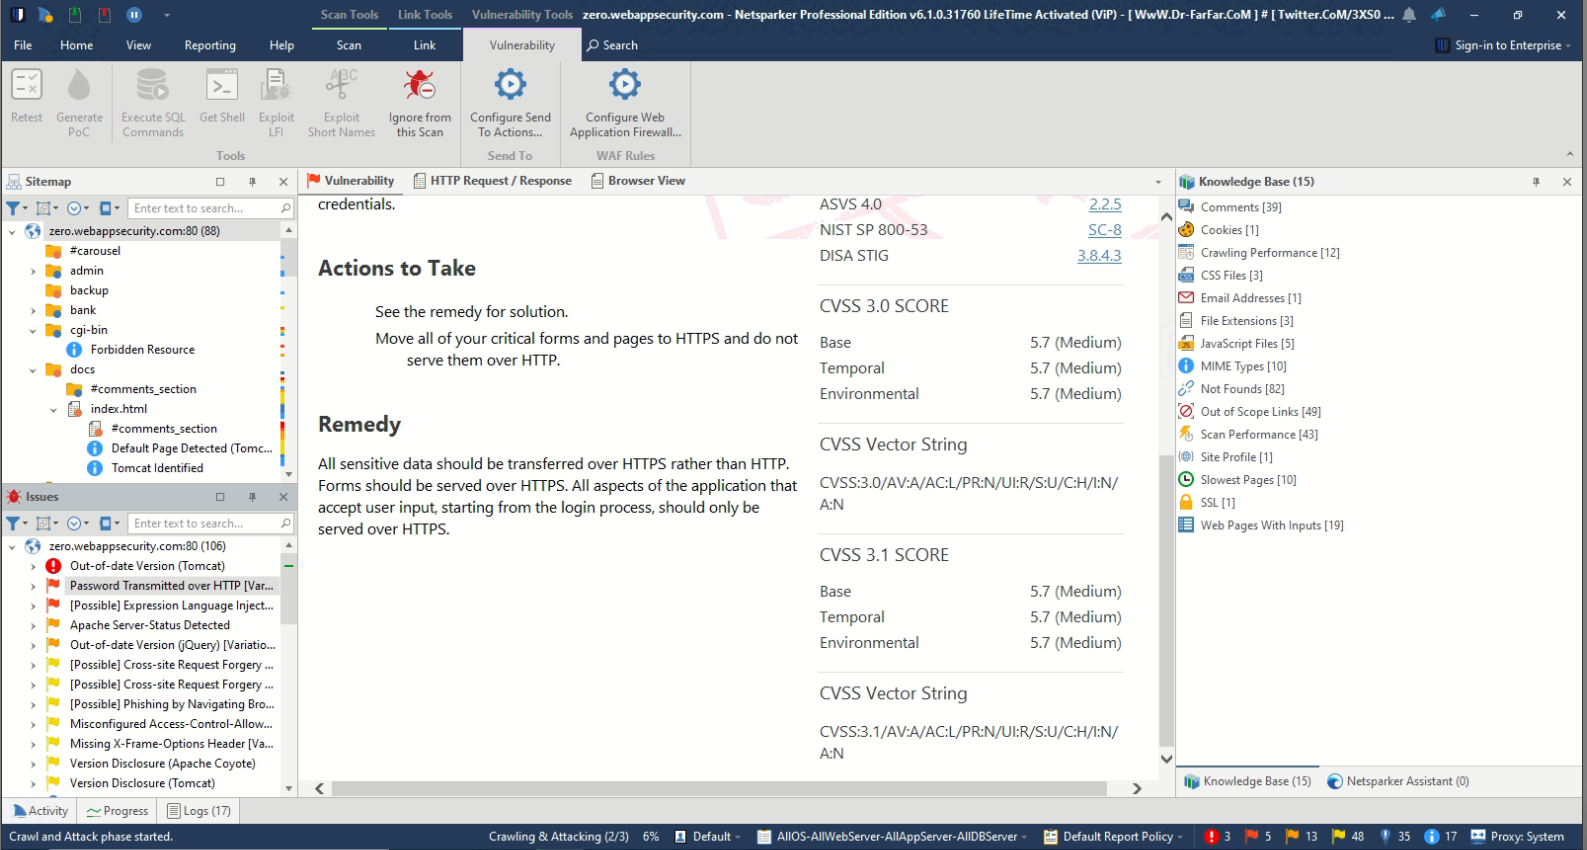 Scan Tools Link Tools Vulnerability Tools zero.webappsecurity.com - Netsparker Professional Edition v6.1.0.31760 LifeTime Activated (ViP) - [ WwW.Dr-FarFar.CoM ] # [ Twitter.CoM/3XS0 ...
File Home View Reporting Help Scan Link Vulnerability Search Sign-in to Enterprise
Retest
Generate PoC
Execute SQL Commands
Get Shell
Exploit LFI
ABC
Exploit Short Names
Ignore from this Scan
Configure Send To Actions...
Configure Web Application Firewall...
Tools Send To WAF Rules
Sitemap
Enter text to search...
zero.webappsecurity.com:80 (88)
#carousel
admin
backup
bank
cgi-bin
Forbidden Resource
docs
#comments_section
index.html
#comments_section
Default Page Detected (Tomc...
Tomcat Identified
Issues
Enter text to search...
zero.webappsecurity.com:80 (106)
Out-of-date Version (Tomcat)
Password Transmitted over HTTP [Var...
[Possible] Expression Language Inject...
Apache Server-Status Detected
Out-of-date Version (jQuery) [Variatio...
[Possible] Cross-site Request Forgery ...
[Possible] Cross-site Request Forgery ...
[Possible] Phishing by Navigating Bro...
Misconfigured Access-Control-Allow...
Missing X-Frame-Options Header [Va...
Version Disclosure (Apache Coyote)
Version Disclosure (Tomcat)
Activity Progress Logs (17)
Vulnerability HTTP Request / Response Browser View
credentials.
Actions to Take
See the remedy for solution.
Move all of your critical forms and pages to HTTPS and do not
serve them over HTTP.
Remedy
All sensitive data should be transferred over HTTPS rather than HTTP.
Forms should be served over HTTPS. All aspects of the application that
accept user input, starting from the login process, should only be
served over HTTPS.
ASVS 4.0 2.2.5
NIST SP 800-53 SC-8
DISA STIG 3.8.4.3
CVSS 3.0 SCORE
Base 5.7 (Medium)
Temporal 5.7 (Medium)
Environmental 5.7 (Medium)
CVSS Vector String
CVSS:3.0/AV:A/AC:L/PR:N/UI:R/S:U/C:H/I:N/
A:N
CVSS 3.1 SCORE
Base 5.7 (Medium)
Temporal 5.7 (Medium)
Environmental 5.7 (Medium)
CVSS Vector String
CVSS:3.1/AV:A/AC:L/PR:N/UI:R/S:U/C:H/I:N/
A:N
Knowledge Base (15)
Comments [39]
Cookies [1]
Crawling Performance [12]
CSS Files [3]
Email Addresses [1]
File Extensions [3]
JavaScript Files [5]
MIME Types [10]
Not Founds [82]
Out of Scope Links [49]
Scan Performance [43]
Site Profile [1]
Slowest Pages [10]
SSL [1]
Web Pages With Inputs [19]
Knowledge Base (15) Netsparker Assistant (0)
Crawl and Attack phase started. Crawling & Attacking (2/3) 6% Default AllOS-AllWebServer-AllAppServer-AllDBServer Default Report Policy 3 5 13 48 35 17 Proxy: System